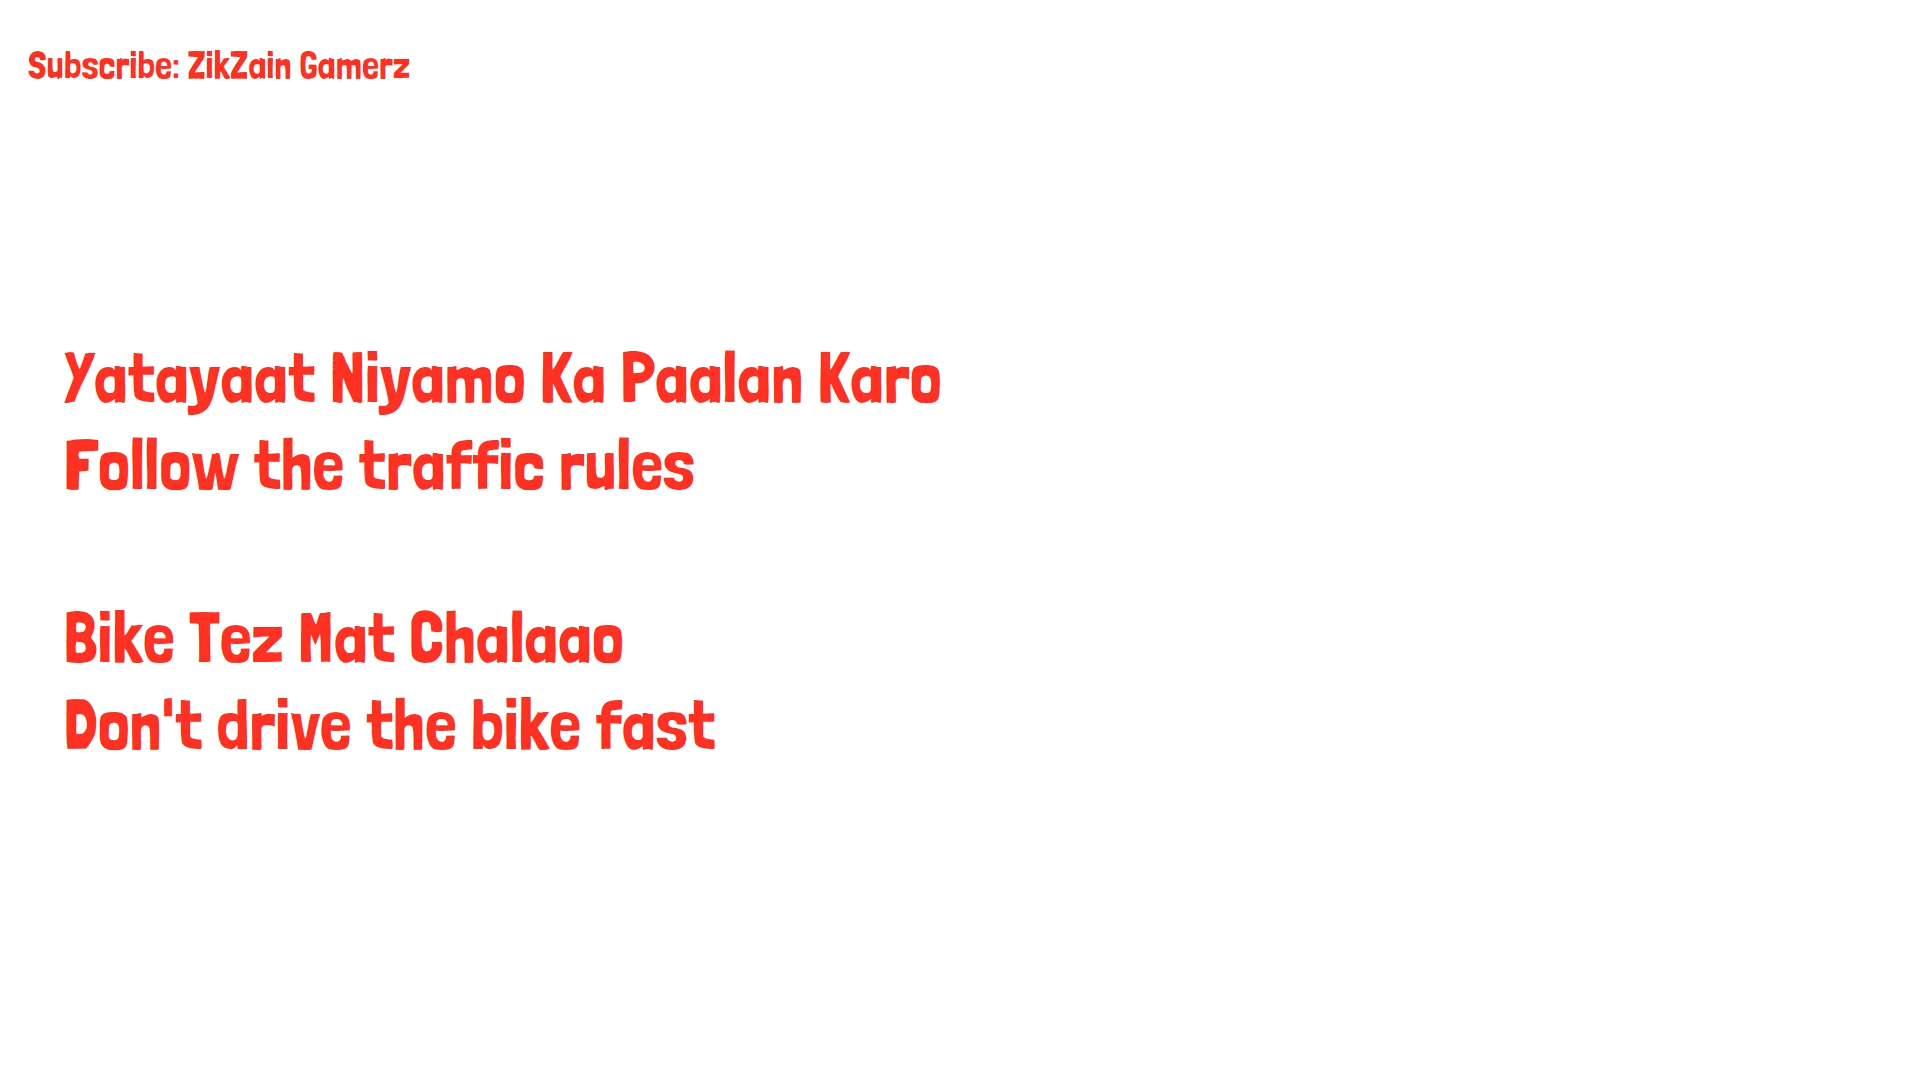 Subscribe: ZikZain Gamerz
Yatayaat Niyamo Ka Paalan Karo
Follow the traffic rules
Bike Tez Mat Chalaao
Don't drive the bike fast